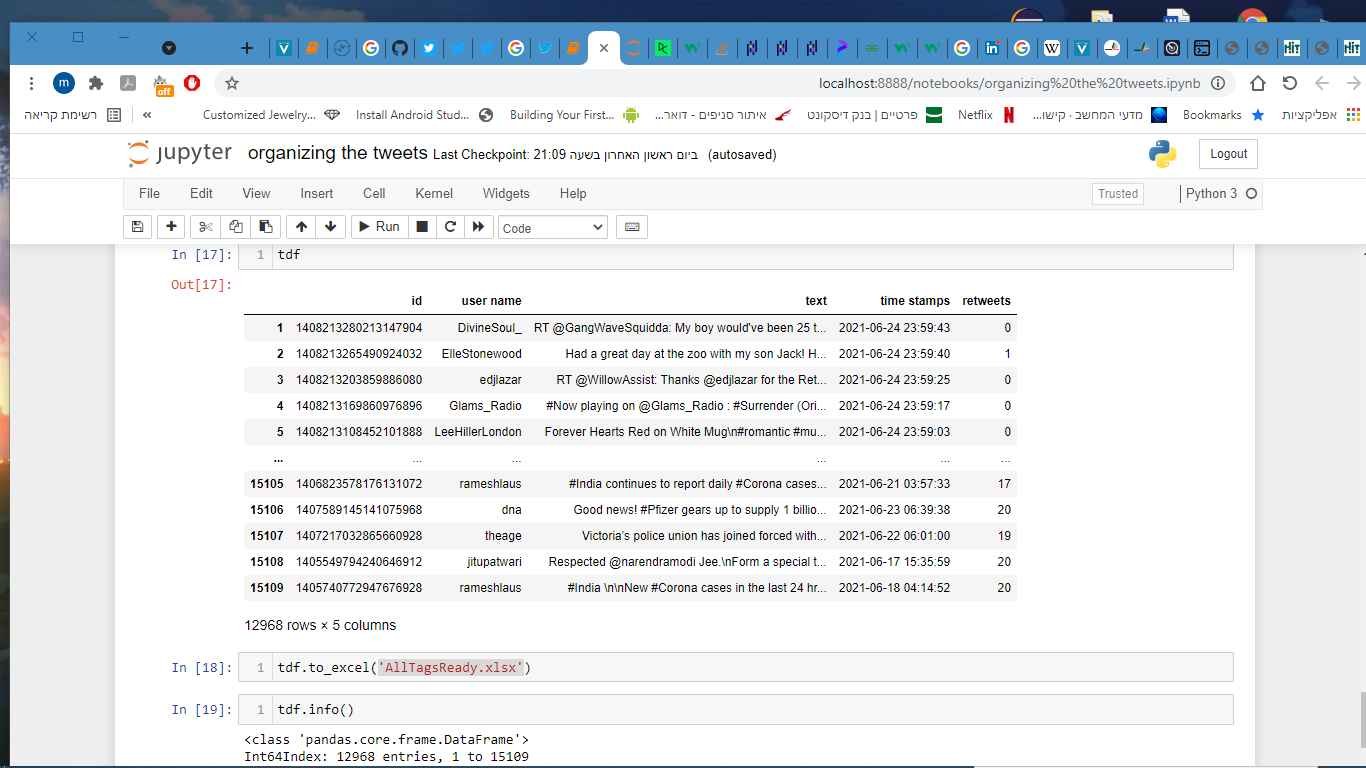 off
m
localhost:8888/notebooks/organizing%20the%20tweets.ipynb
רשימת קריאה
«
Customized Jewelry...
Install Android Stud...
Building Your First...
איתור סניפים - דואר...
פרטיים | בנק דיסקונט
Netflix
מדעי המחשב · קישו...
Bookmarks
אפליקציות
jupyter organizing the tweets Last Checkpoint: 21:09 ביום ראשון האחרון בשעה (autosaved)
Logout
File Edit View Insert Cell Kernel Widgets Help
Trusted
Python 3
Run
Code
In [17]: 1 tdf
Out[17]:
id user name text time stamps retweets
1 1408213280213147904 DivineSoul_ RT @GangWaveSquidda: My boy would've been 25 t... 2021-06-24 23:59:43 0
2 1408213265490924032 ElleStonewood Had a great day at the zoo with my son Jack! H... 2021-06-24 23:59:40 1
3 1408213203859886080 edjlazar RT @WillowAssist: Thanks @edjlazar for the Ret... 2021-06-24 23:59:25 0
4 1408213169860976896 Glams_Radio #Now playing on @Glams_Radio : #Surrender (Ori... 2021-06-24 23:59:17 0
5 1408213108452101888 LeeHillerLondon Forever Hearts Red on White Mug\n#romantic #mu... 2021-06-24 23:59:03 0
... ... ... ... ... ...
15105 1406823578176131072 rameshlaus #India continues to report daily #Corona cases... 2021-06-21 03:57:33 17
15106 1407589145141075968 dna Good news! #Pfizer gears up to supply 1 billio... 2021-06-23 06:39:38 20
15107 1407217032865660928 theage Victoria's police union has joined forced with... 2021-06-22 06:01:00 19
15108 1405549794240646912 jitupatwari Respected @narendramodi Jee.\nForm a special t... 2021-06-17 15:35:59 20
15109 1405740772947676928 rameshlaus #India \n\nNew #Corona cases in the last 24 hr... 2021-06-18 04:14:52 20
12968 rows × 5 columns
In [18]: 1 tdf.to_excel('AllTagsReady.xlsx')
In [19]: 1 tdf.info()
<class 'pandas.core.frame.DataFrame'>
Int64Index: 12968 entries, 1 to 15109